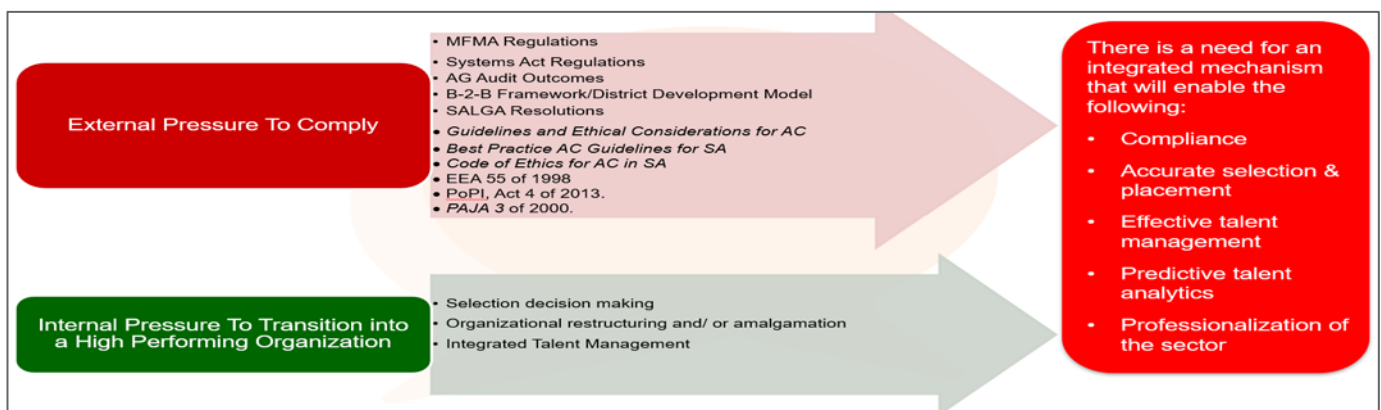 External Pressure To Comply
• MFMA Regulations
• Systems Act Regulations
• AG Audit Outcomes
• B-2-B Framework/District Development Model
• SALGA Resolutions
• Guidelines and Ethical Considerations for AC
• Best Practice AC Guidelines for SA
• Code of Ethics for AC in SA
• EEA 55 of 1998
• PoPI, Act 4 of 2013.
• PAJA 3 of 2000.
Internal Pressure To Transition into
a High Performing Organization
• Selection decision making
• Organizational restructuring and/ or amalgamation
• Integrated Talent Management
There is a need for an
integrated mechanism
that will enable the
following:
• Compliance
• Accurate selection &
placement
• Effective talent
management
• Predictive talent
analytics
• Professionalization of
the sector